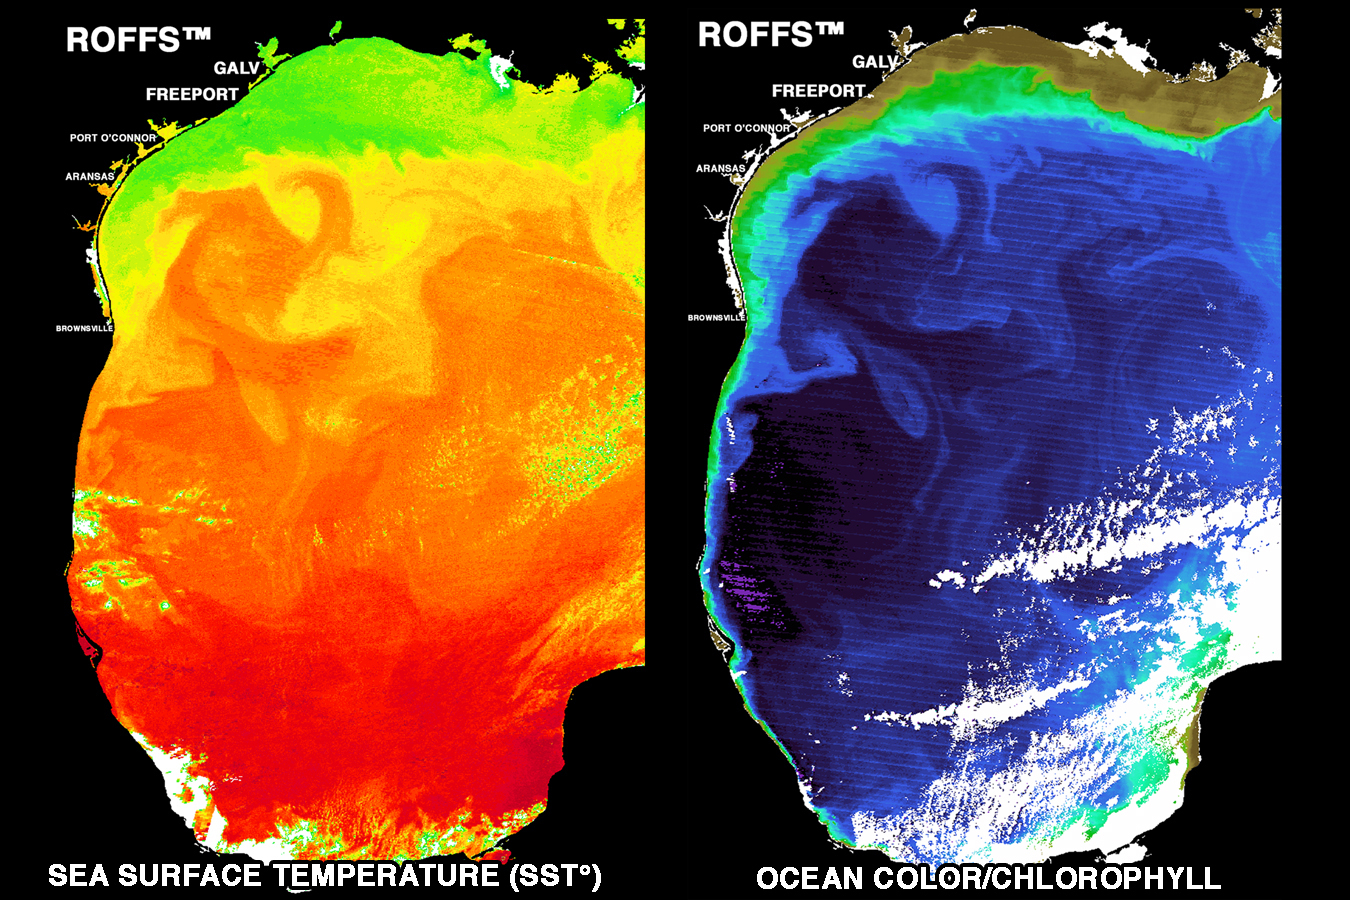 ROFFS™
GALV
FREEPORT
PORT O'CONNOR
ARANSAS
BROWNSVILLE
SEA SURFACE TEMPERATURE (SST°)
ROFFS™
GALV
FREEPORT
PORT O'CONNOR
ARANSAS
BROWNSVILLE
OCEAN COLOR/CHLOROPHYLL